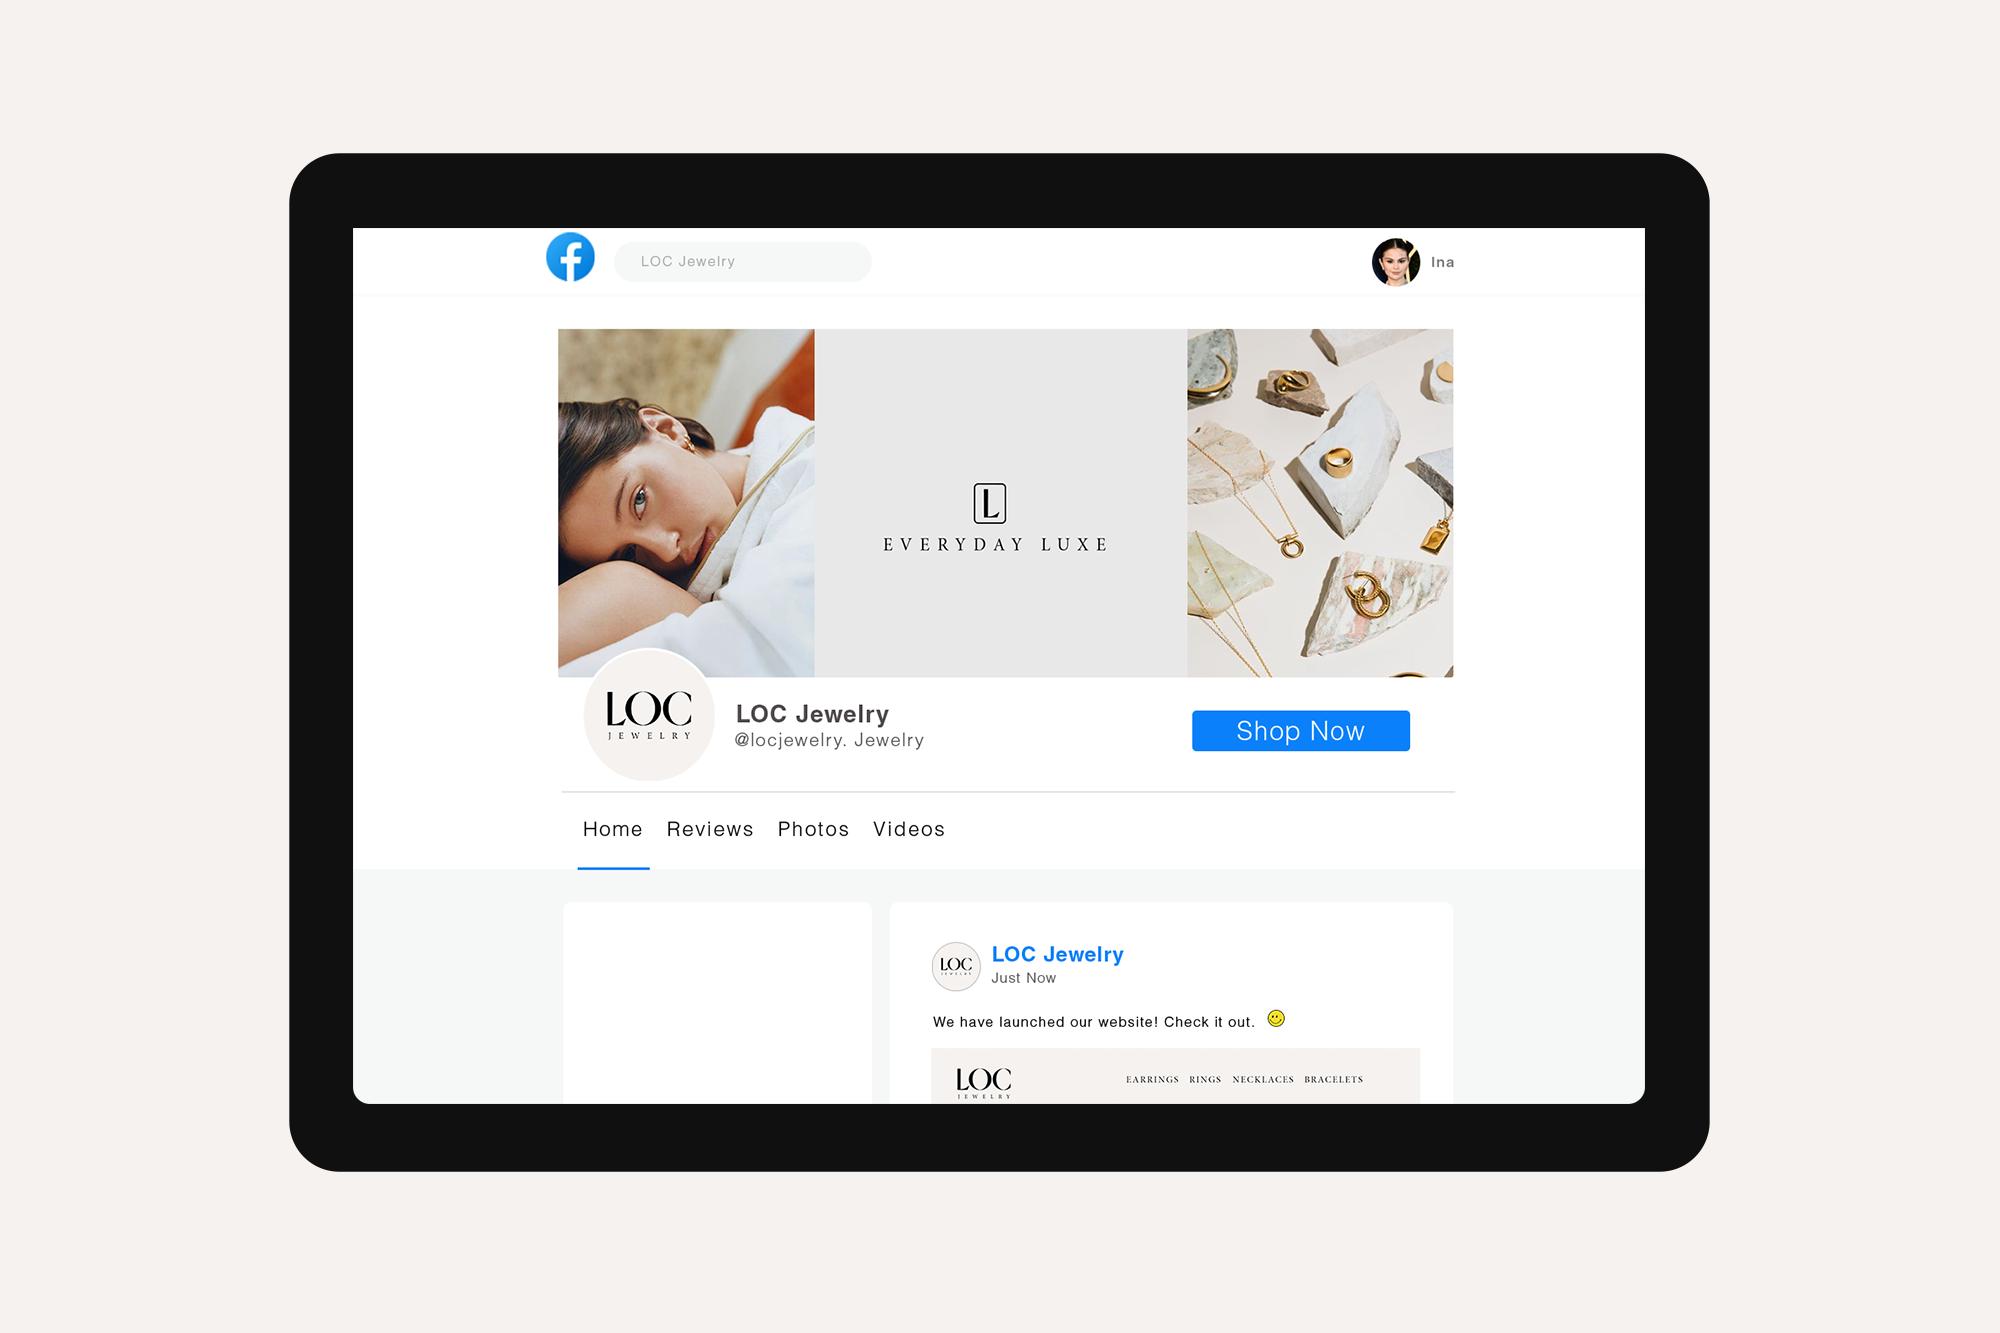 LOC Jewelry
Ina
L
EVERYDAY LUXE
LOC
JEWELRY
LOC Jewelry
@locjewelry. Jewelry
Shop Now
Home Reviews Photos Videos
LOC
JEWELRY
LOC Jewelry
Just Now
We have launched our website! Check it out.
LOC
JEWELRY
EARRINGS RINGS NECKLACES BRACELETS